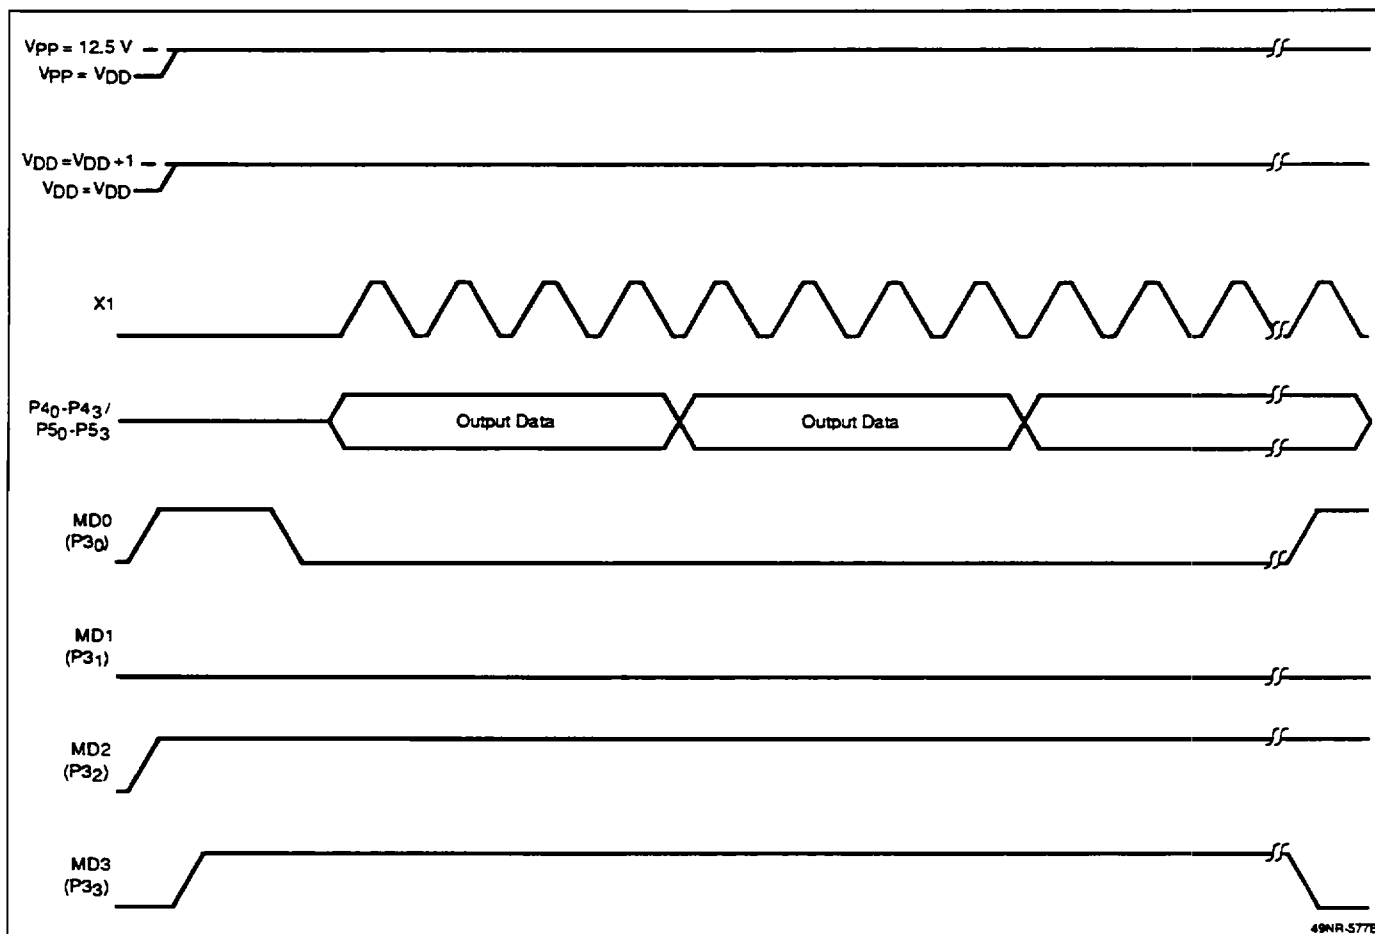 VPP = 12.5 V
VPP = VDD
VDD = VDD + 1
VDD = VDD
X1
P40-P43 /
P50-P53
Output Data
Output Data
MD0
(P30)
MD1
(P31)
MD2
(P32)
MD3
(P33)
49NR-577B